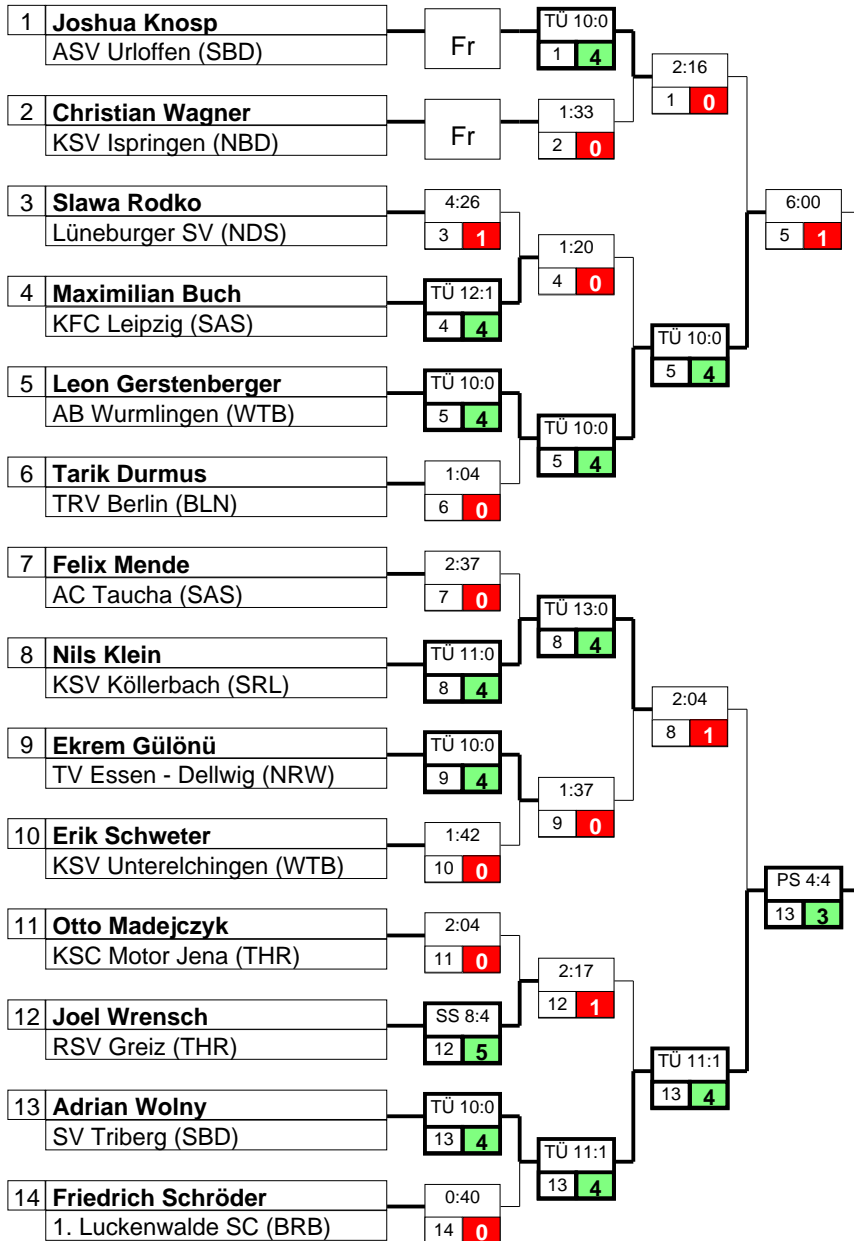 1 Joshua Knosp
ASV Urloffen (SBD)
Fr
TÜ 10:0
1 4
2:16
1 0
2 Christian Wagner
KSV Ispringen (NBD)
Fr
1:33
2 0
3 Slawa Rodko
Lüneburger SV (NDS)
4:26
3 1
1:20
4 0
6:00
5 1
4 Maximilian Buch
KFC Leipzig (SAS)
TÜ 12:1
4 4
TÜ 10:0
5 4
5 Leon Gerstenberger
AB Wurmlingen (WTB)
TÜ 10:0
5 4
TÜ 10:0
5 4
6 Tarik Durmus
TRV Berlin (BLN)
1:04
6 0
7 Felix Mende
AC Taucha (SAS)
2:37
7 0
TÜ 13:0
8 4
8 Nils Klein
KSV Köllerbach (SRL)
TÜ 11:0
8 4
2:04
8 1
9 Ekrem Gülönü
TV Essen - Dellwig (NRW)
TÜ 10:0
9 4
1:37
9 0
10 Erik Schweter
KSV Unterelchingen (WTB)
1:42
10 0
PS 4:4
13 3
11 Otto Madejczyk
KSC Motor Jena (THR)
2:04
11 0
2:17
12 1
12 Joel Wrensch
RSV Greiz (THR)
SS 8:4
12 5
TÜ 11:1
13 4
13 Adrian Wolny
SV Triberg (SBD)
TÜ 10:0
13 4
TÜ 11:1
13 4
14 Friedrich Schröder
1. Luckenwalde SC (BRB)
0:40
14 0